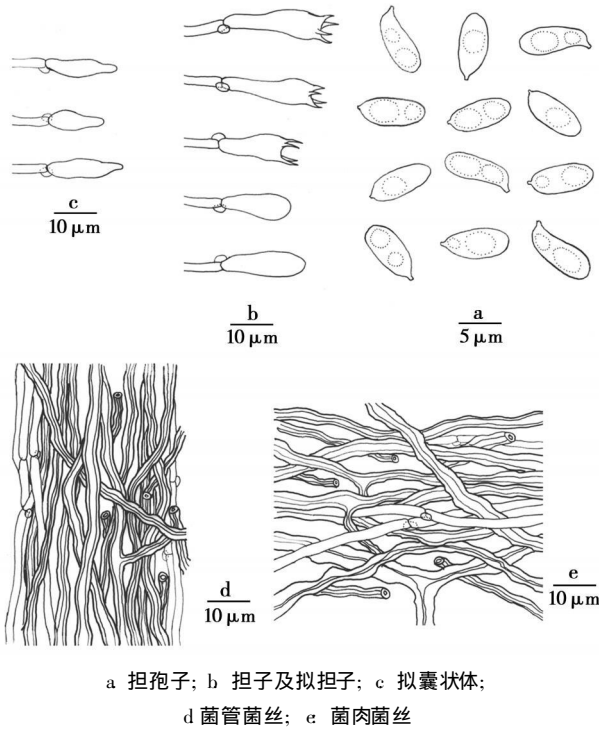 c
10 μm
b
10 μm
a
5 μm
d
10 μm
e
10 μm
a 担孢子; b 担子及拟担子; c 拟囊状体;
d 菌管菌丝; e 菌肉菌丝